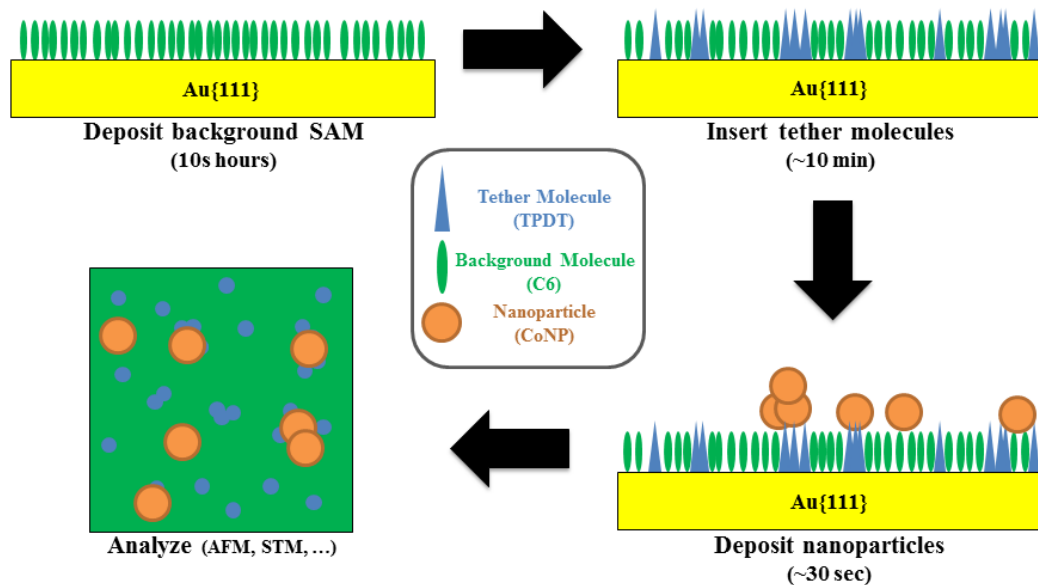 Au{111}
Deposit background SAM
(10s hours)
Au{111}
Insert tether molecules
(~10 min)
Tether Molecule
(TPDT)
Background Molecule
(C6)
Nanoparticle
(CoNP)
Au{111}
Deposit nanoparticles
(~30 sec)
Analyze (AFM, STM, ...)